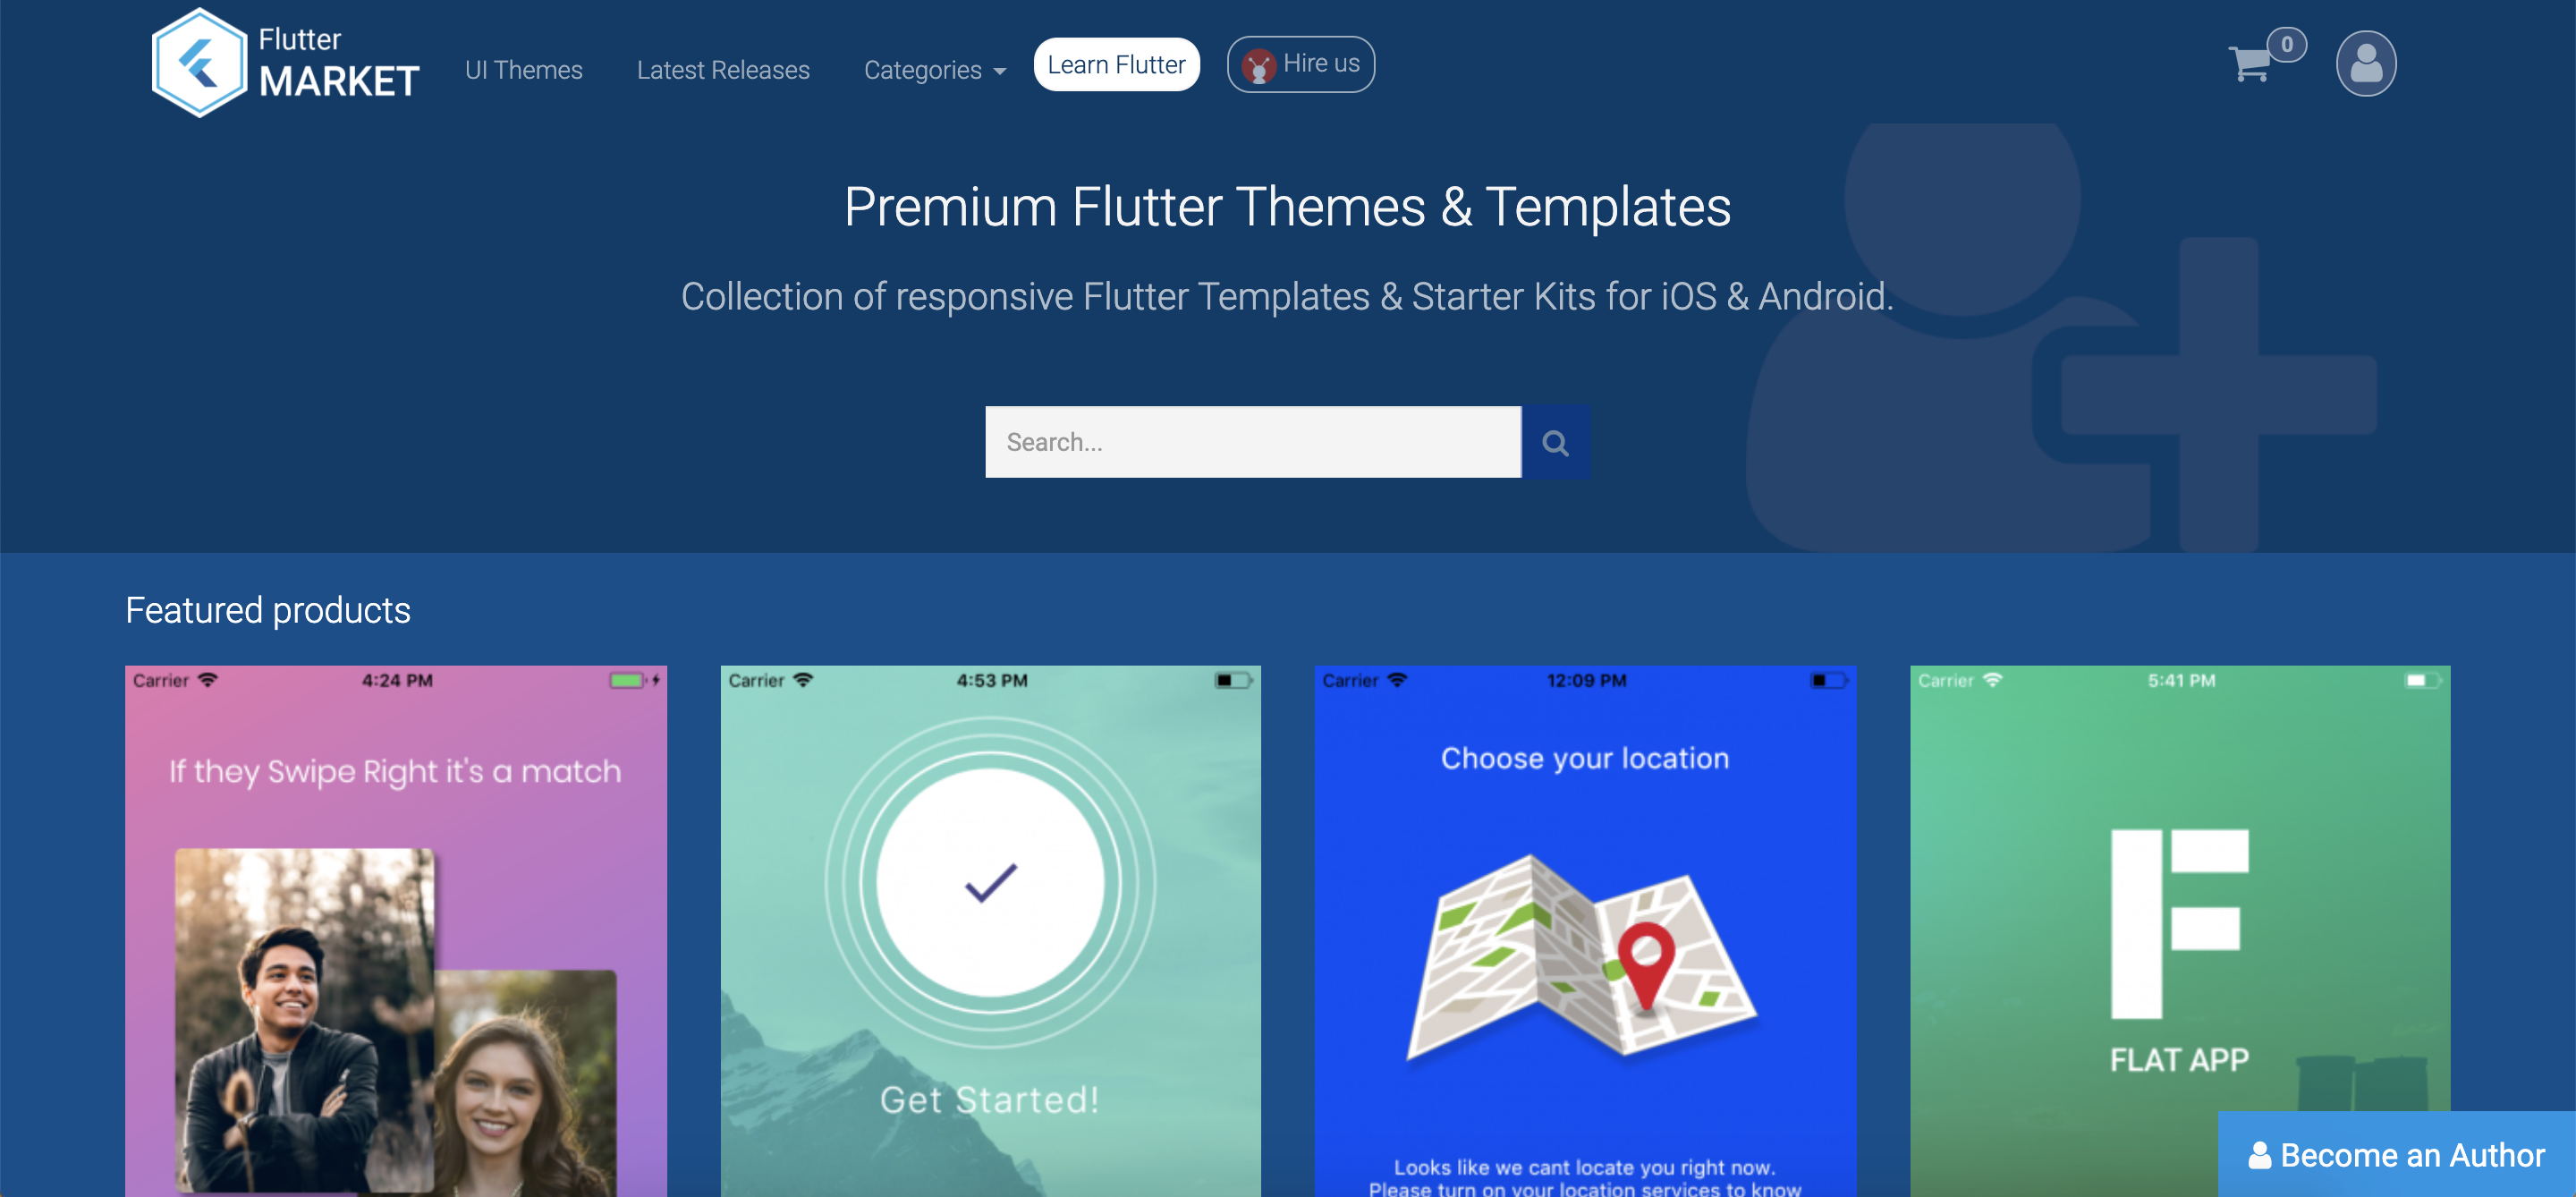 Flutter
MARKET
UI Themes
Latest Releases
Categories
Learn Flutter
Hire us
0
Premium Flutter Themes & Templates
Collection of responsive Flutter Templates & Starter Kits for iOS & Android.
Search...
Featured products
Carrier 4:24 PM
If they Swipe Right it's a match
Carrier 4:53 PM
Get Started!
Carrier 12:09 PM
Choose your location
Looks like we cant locate you right now.
Please turn on your location services to know
Carrier 5:41 PM
FLAT APP
Become an Author